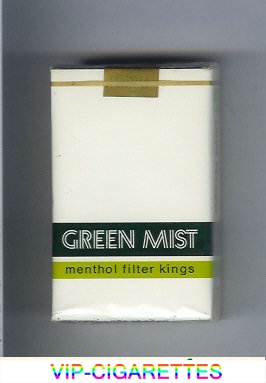 GREEN MIST
menthol filter kings
VIP-CIGARETTES